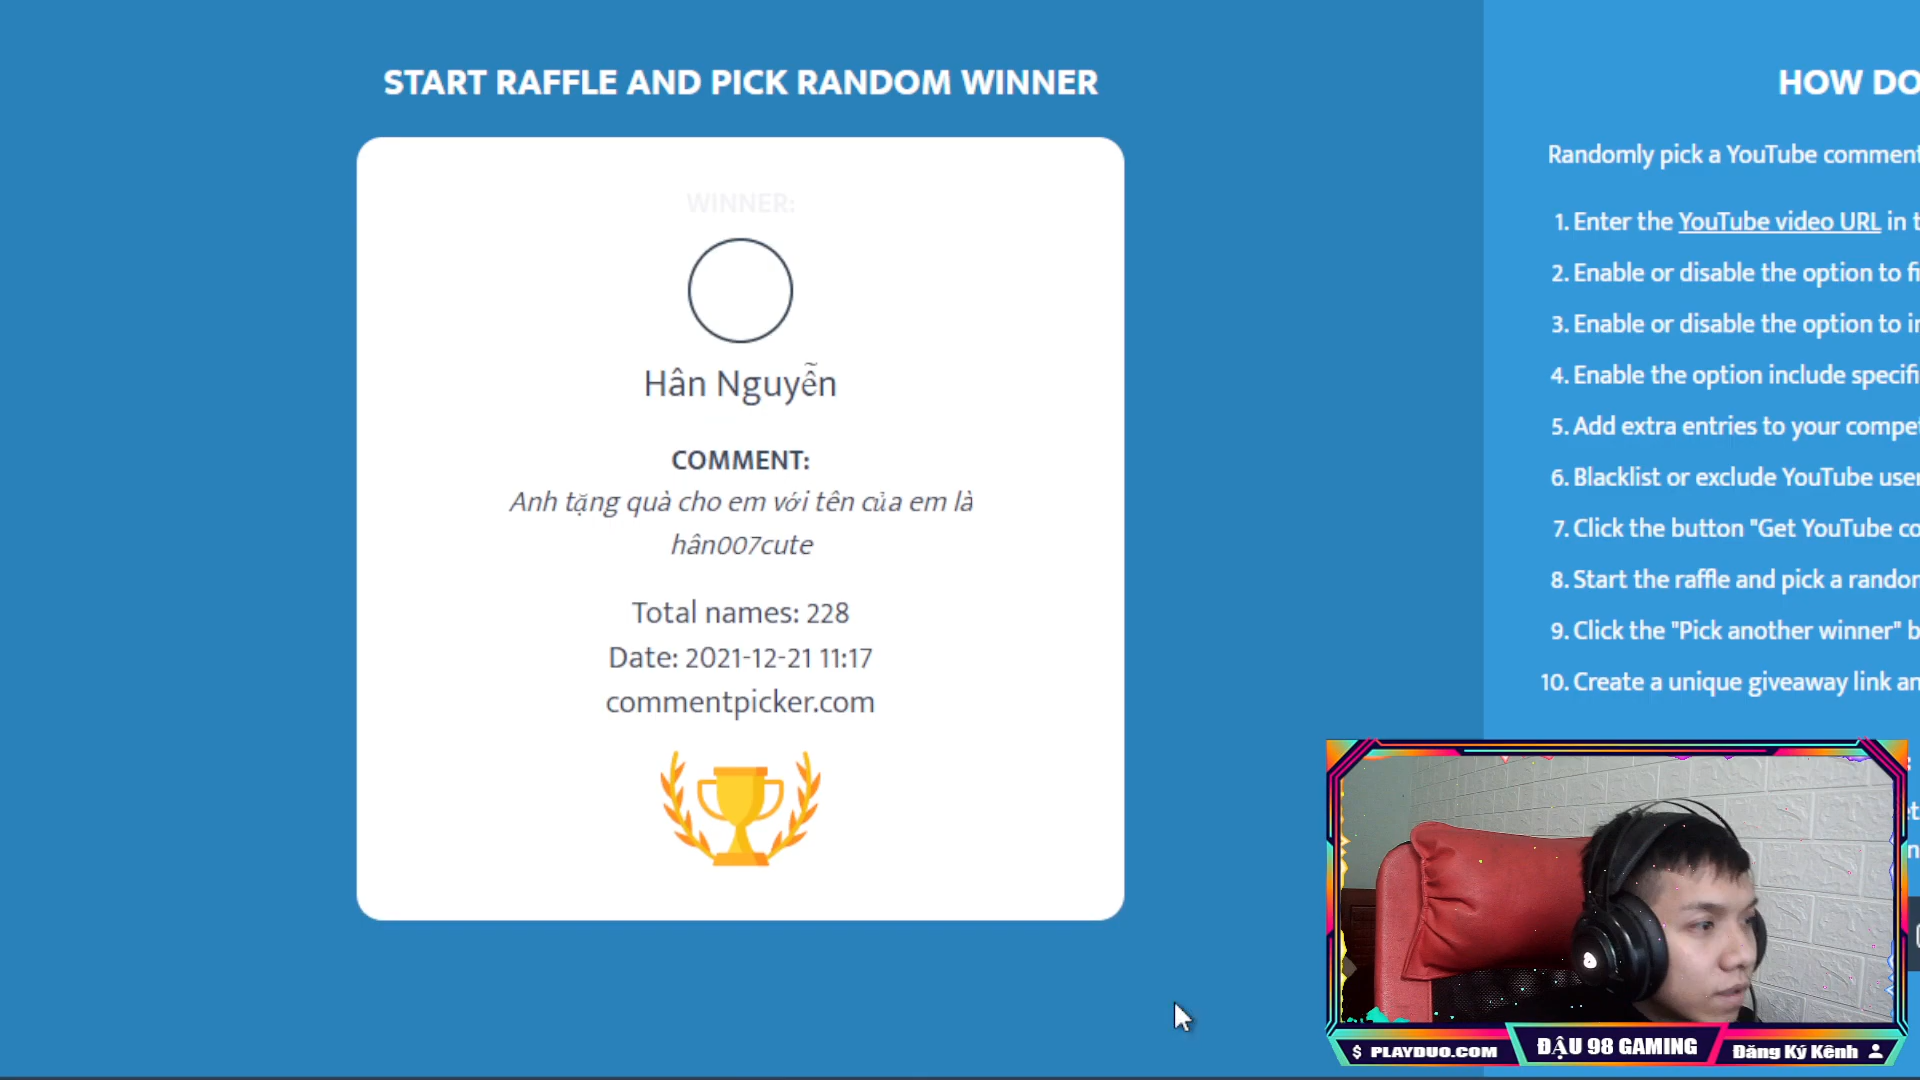 START RAFFLE AND PICK RANDOM WINNER
WINNER:
Hân Nguyễn
COMMENT:
Anh tặng quà cho em với tên của em là
hân007cute
Total names: 228
Date: 2021-12-21 11:17
commentpicker.com
HOW DO
Randomly pick a YouTube comment
1. Enter the YouTube video URL in t
2. Enable or disable the option to fi
3. Enable or disable the option to in
4. Enable the option include specifi
5. Add extra entries to your compet
6. Blacklist or exclude YouTube user
7. Click the button "Get YouTube co
8. Start the raffle and pick a random
9. Click the "Pick another winner" b
10. Create a unique giveaway link an
$ PLAYDUO.COM
ĐẬU 98 GAMING
Đăng Ký Kênh